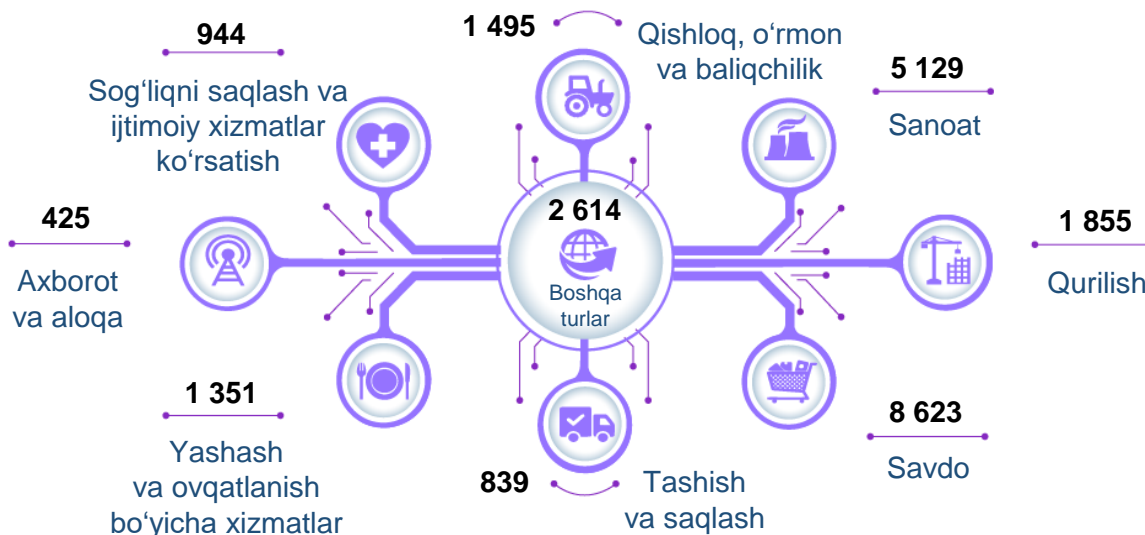 944
Sog‘liqni saqlash va
ijtimoiy xizmatlar
ko‘rsatish
1 495
Qishloq, o‘rmon
va baliqchilik
5 129
Sanoat
425
Axborot
va aloqa
2 614
Boshqa
turlar
1 855
Qurilish
1 351
Yashash
va ovqatlanish
bo‘yicha xizmatlar
839
Tashish
va saqlash
8 623
Savdo